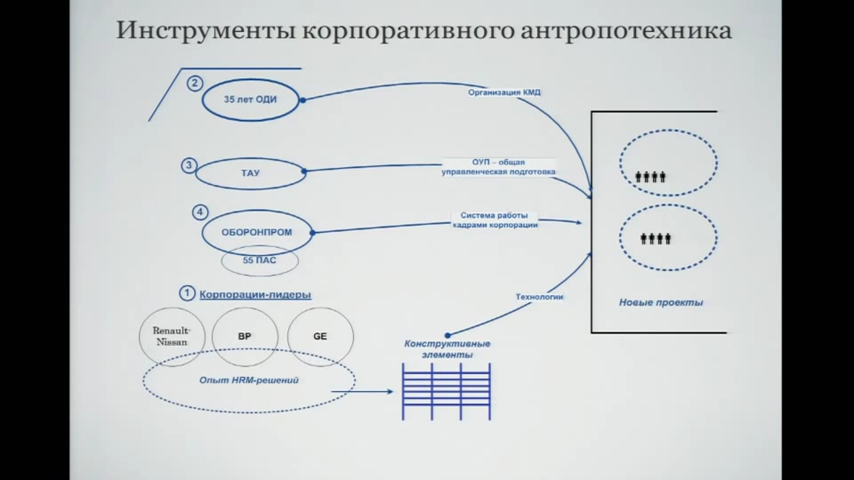 Инструменты корпоративного антропотехника
2
35 лет ОДИ
Организация КМД
3
ТАУ
ОУП – общая
управленческая подготовка
4
ОБОРОНПРОМ
55 ПАС
Система работы
кадрами корпорации
1 Корпорации-лидеры
Технологии
Новые проекты
Renault-
Nissan
BP
GE
Конструктивные
элементы
Опыт HRM-решений